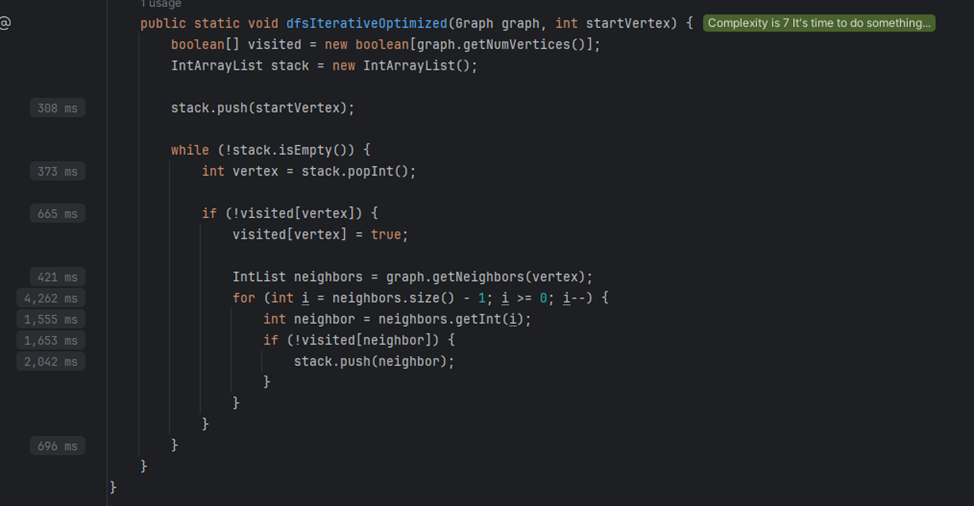 1 usage
@ public static void dfsIterativeOptimized(Graph graph, int startVertex) { Complexity is 7 It's time to do something...
boolean[] visited = new boolean[graph.getNumVertices()];
IntArrayList stack = new IntArrayList();
308 ms stack.push(startVertex);
while (!stack.isEmpty()) {
373 ms int vertex = stack.popInt();
665 ms if (!visited[vertex]) {
visited[vertex] = true;
421 ms IntList neighbors = graph.getNeighbors(vertex);
4,262 ms for (int i = neighbors.size() - 1; i >= 0; i--) {
1,555 ms int neighbor = neighbors.getInt(i);
1,653 ms if (!visited[neighbor]) {
2,042 ms stack.push(neighbor);
}
}
}
696 ms }
}
}